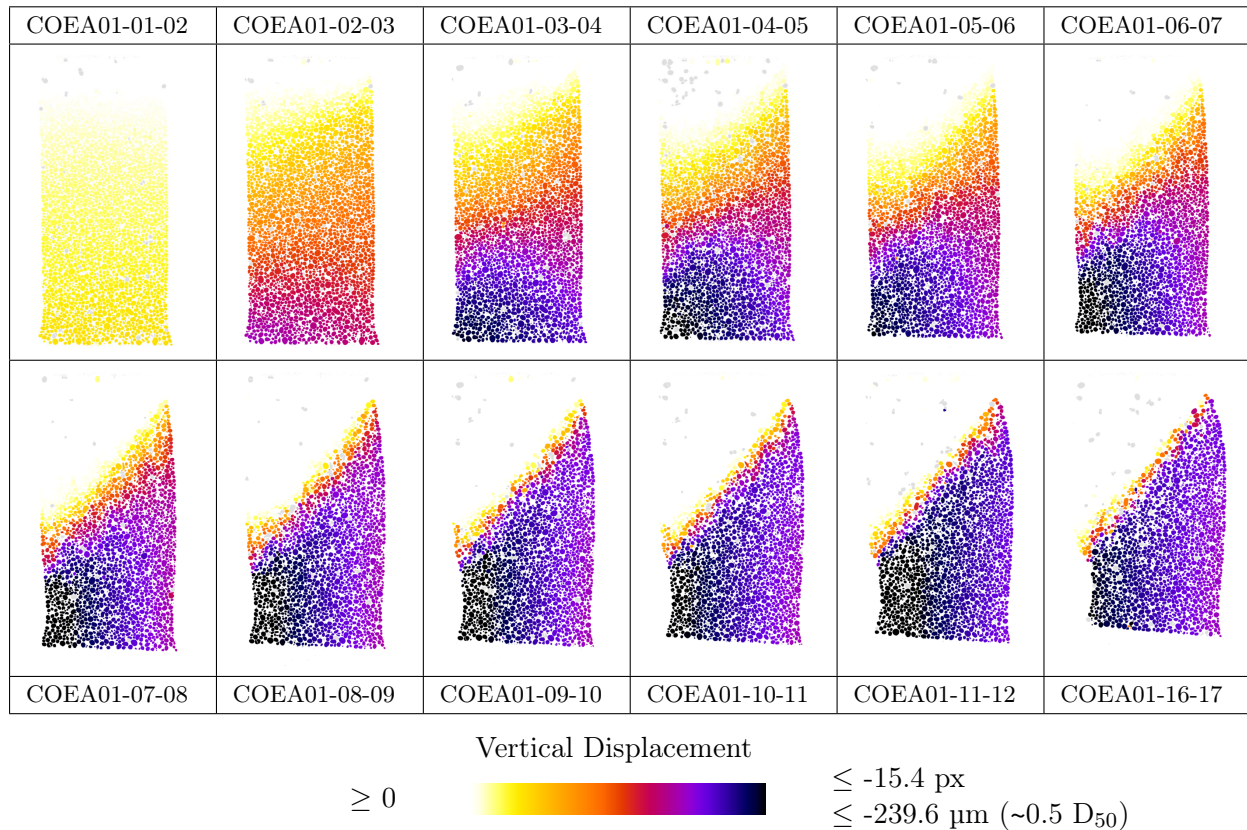 COEA01-01-02 COEA01-02-03 COEA01-03-04 COEA01-04-05 COEA01-05-06 COEA01-06-07
COEA01-07-08 COEA01-08-09 COEA01-09-10 COEA01-10-11 COEA01-11-12 COEA01-16-17
Vertical Displacement
≥ 0
≤ -15.4 px
≤ -239.6 µm (~0.5 D₅₀)